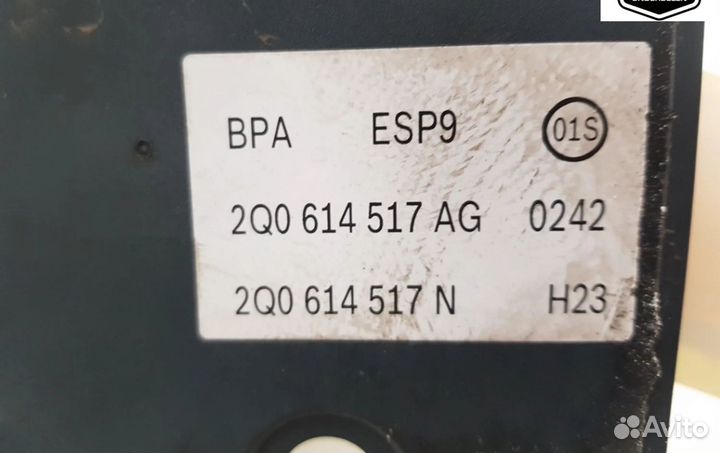 BPA ESP9 01S
2Q0 614 517 AG 0242
2Q0 614 517 N H23
Avito